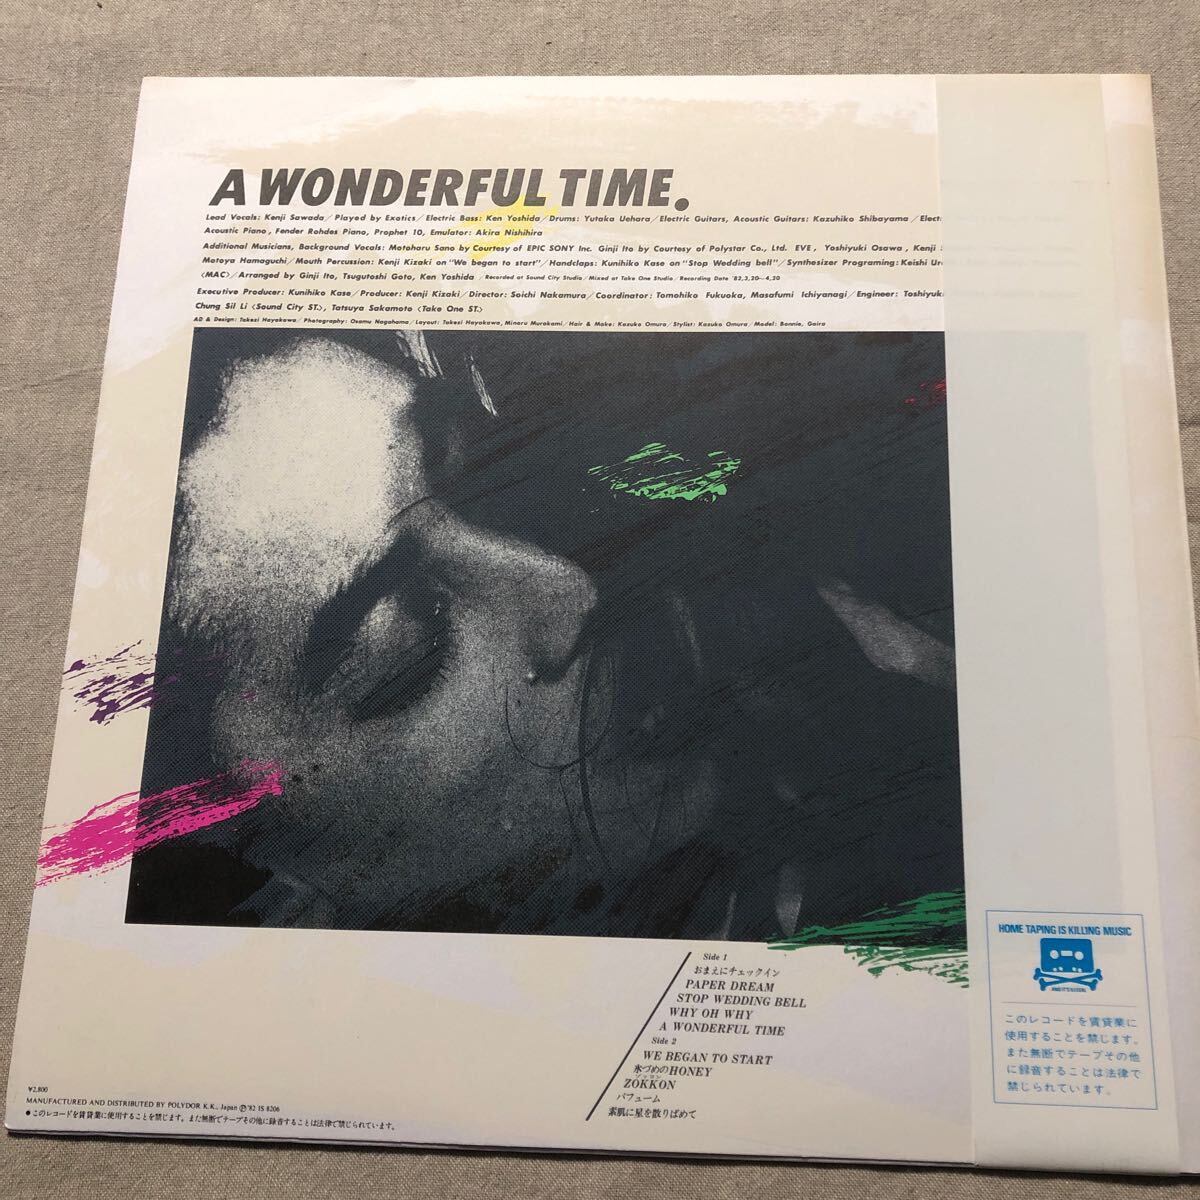 A WONDERFUL TIME.
Lead Vocals: Kenji Sawada/Played by Exotics/Electric Bass: Ken Yoshida/Drums: Yutaka Uehara/Electric Guitars, Acoustic Guitars: Kazuhiko Shibayama/Elect
Acoustic Piano, Fender Rohdes Piano, Prophet 10, Emulator: Akira Nishihira
Additional Musicians, Background Vocals: Motoharu Sano by Courtesy of EPIC SONY Inc. Ginji Ito by Courtesy of Polystar Co., Ltd. EVE, Yoshiyuki Osawa, Kenji
Motoya Hamaguchi/Mouth Percussion: Kenji Kizaki on "We began to start"/Handclaps: Kunihiko Kase on "Stop Wedding bell"/Synthesizer Programing: Keishi Ur
<MAC>/Arranged by Ginji Ito, Tsugutoshi Goto, Ken Yoshida/Recorded at Sound City Studio/Mixed at Take One Studio/Recording Date '82,3,20~4,20
Executive Producer: Kunihiko Kase/Producer: Kenji Kizaki/Director: Soichi Nakamura/Coordinator: Tomohiko Fukuoka, Masafumi Ichiyanagi/Engineer: Toshiyuk
Chung Sil Li <Sound City ST.>, Tatsuya Sakamoto <Take One ST.>
AD & Design: Takezi Hayakawa/Photography: Osamu Nagahama/Layout: Takezi Hayakawa, Minoru Murakami/Hair & Make: Kazuko Omura/Stylist: Kazuko Omura/Model: Bonnie, Gaira
HOME TAPING IS KILLING MUSIC
AND IT'S ILLEGAL
このレコードを賃貸業に
使用することを禁じます。
また無断でテープその他
に録音することは法律で
禁じられています。
Side 1
おまえにチェックイン
PAPER DREAM
STOP WEDDING BELL
WHY OH WHY
A WONDERFUL TIME
Side 2
WE BEGAN TO START
氷づめのHONEY
ゾッコン
ZOKKON
パフューム
素肌に星を散りばめて
¥2,800
MANUFACTURED AND DISTRIBUTED BY POLYDOR K.K., Japan Ⓟ'82 IS 8206
●このレコードを賃貸業に使用することを禁じます。また無断でテープその他に録音することは法律で禁じられています。